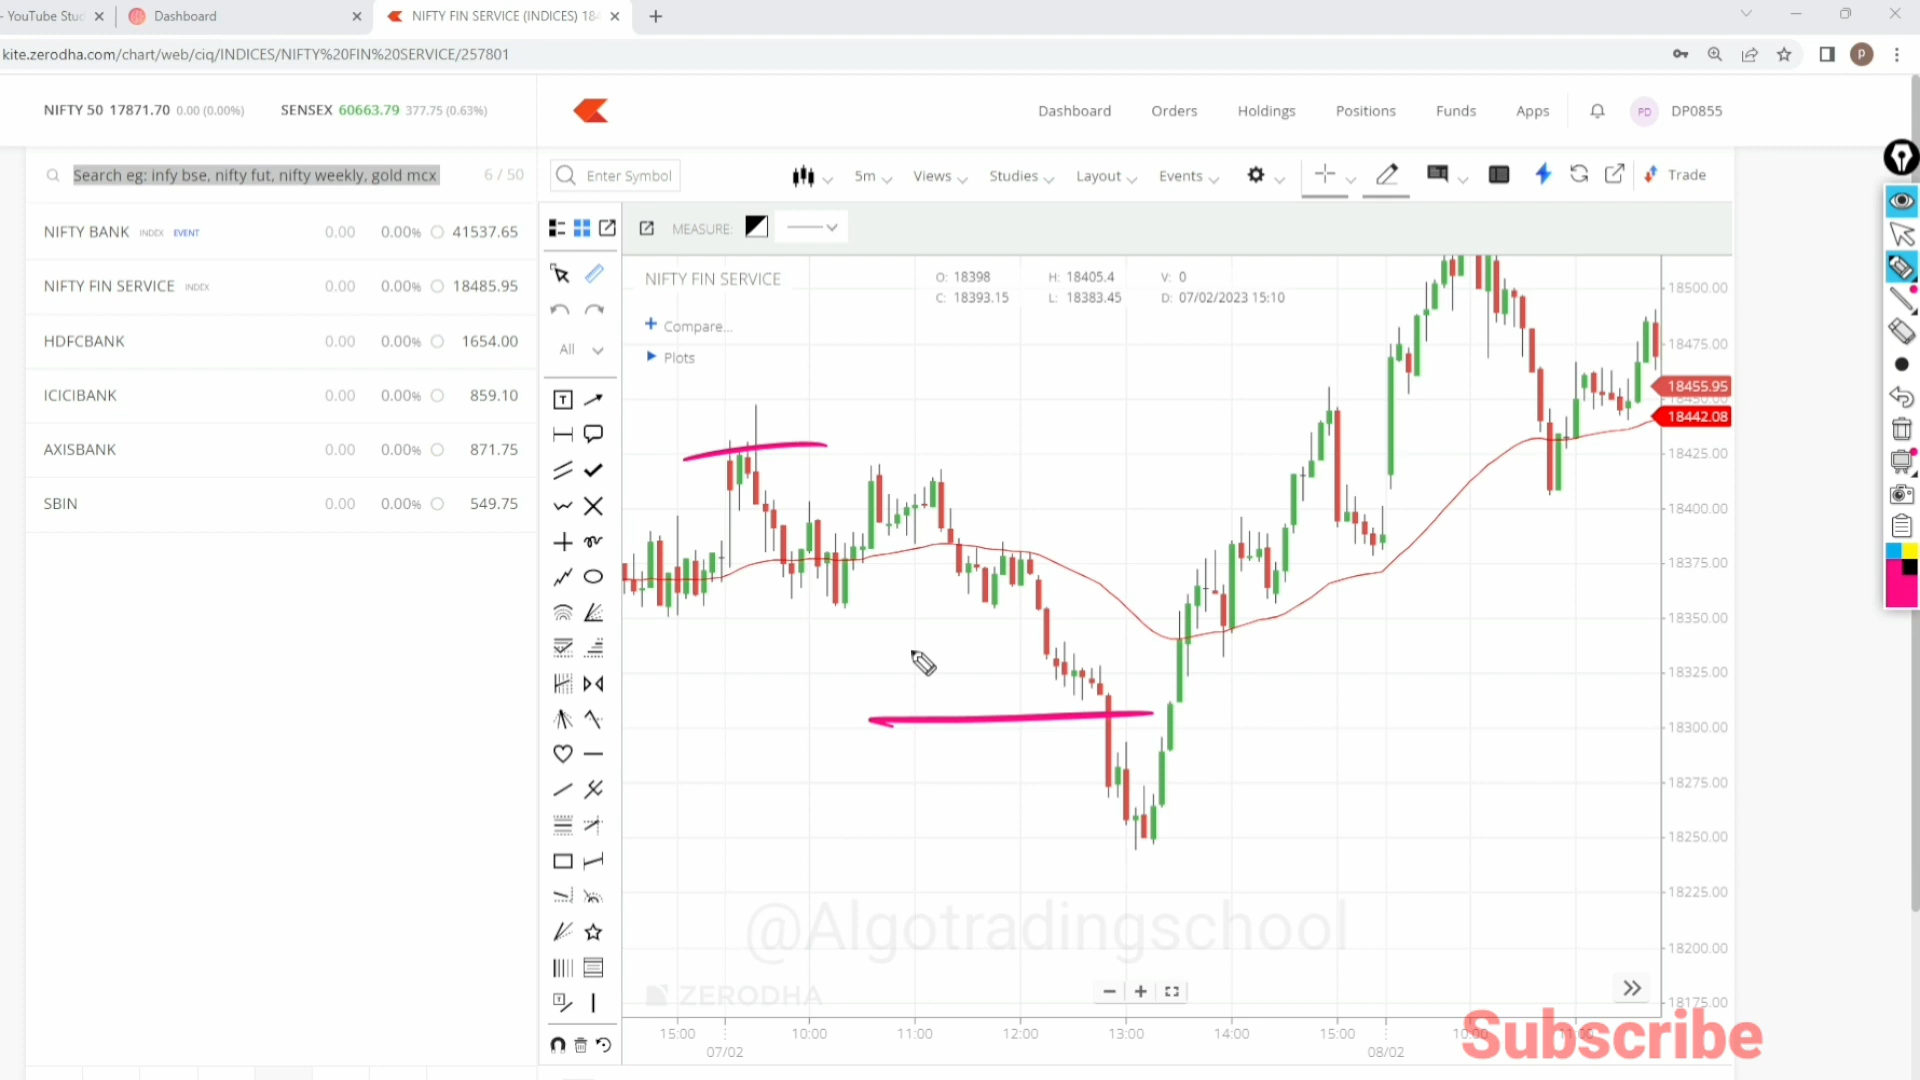 - YouTube Stud
Dashboard
NIFTY FIN SERVICE (INDICES) 184
kite.zerodha.com/chart/web/ciq/INDICES/NIFTY%20FIN%20SERVICE/257801
P
NIFTY 50 17871.70 0.00 (0.00%)
SENSEX 60663.79 377.75 (0.63%)
Dashboard
Orders
Holdings
Positions
Funds
Apps
PD
DP0855
Search eg: infy bse, nifty fut, nifty weekly, gold mcx
6 / 50
Enter Symbol
5m
Views
Studies
Layout
Events
Trade
NIFTY BANK INDEX EVENT 0.00 0.00% 41537.65
NIFTY FIN SERVICE INDEX 0.00 0.00% 18485.95
HDFCBANK 0.00 0.00% 1654.00
ICICIBANK 0.00 0.00% 859.10
AXISBANK 0.00 0.00% 871.75
SBIN 0.00 0.00% 549.75
MEASURE:
All
NIFTY FIN SERVICE
O: 18398 H: 18405.4 V: 0
C: 18393.15 L: 18383.45 D: 07/02/2023 15:10
Compare...
Plots
18500.00
18475.00
18455.95
18450.00
18442.08
18425.00
18400.00
18375.00
18350.00
18325.00
18300.00
18275.00
18250.00
18225.00
18200.00
18175.00
@Algotradingschool
ZERODHA
15:00 10:00 11:00 12:00 13:00 14:00 15:00 10:00 11:00
07/02 08/02
Subscribe